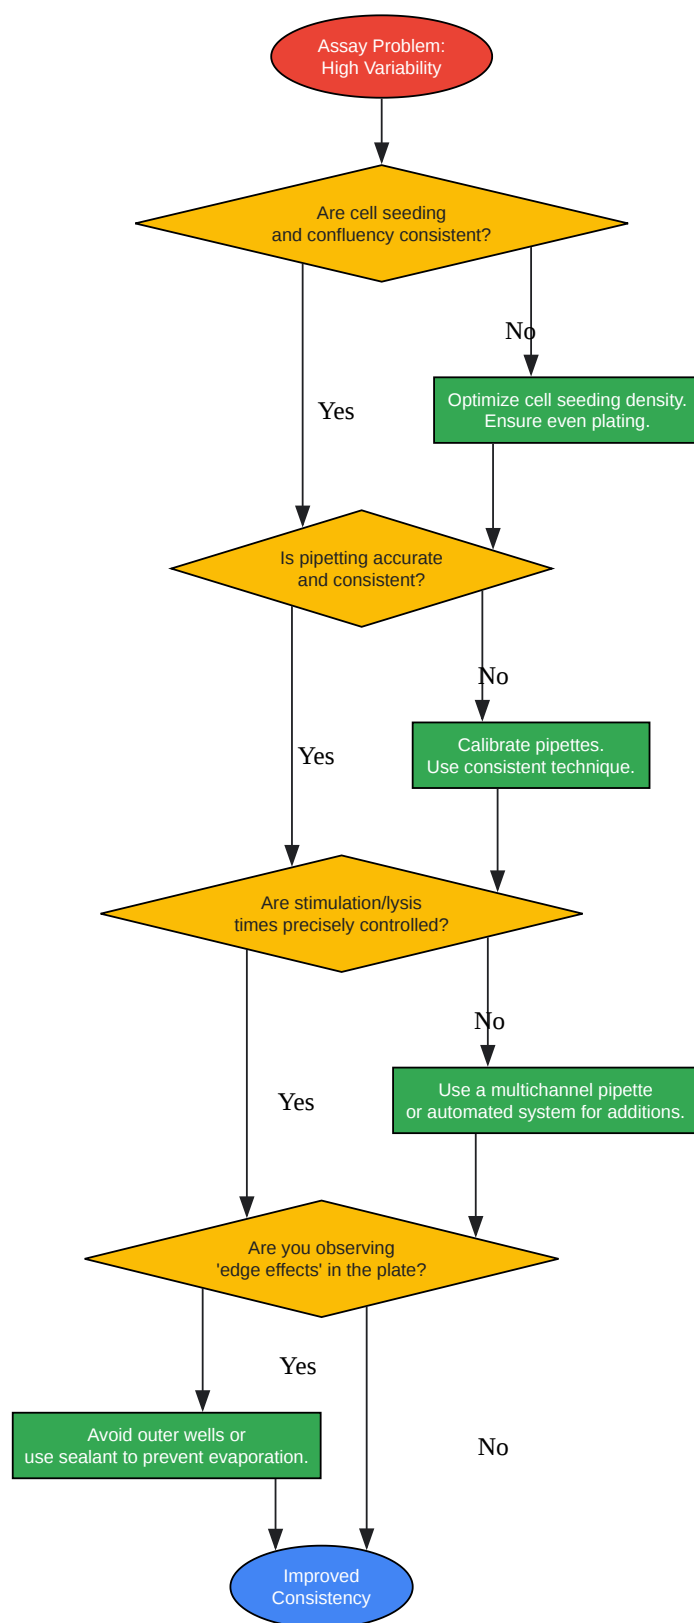 Assay Problem:
High Variability
Are cell seeding
and confluency consistent?
No
Optimize cell seeding density.
Ensure even plating.
Yes
Is pipetting accurate
and consistent?
No
Calibrate pipettes.
Use consistent technique.
Yes
Are stimulation/lysis
times precisely controlled?
No
Use a multichannel pipette
or automated system for additions.
Yes
Are you observing
'edge effects' in the plate?
Yes
Avoid outer wells or
use sealant to prevent evaporation.
No
Improved
Consistency